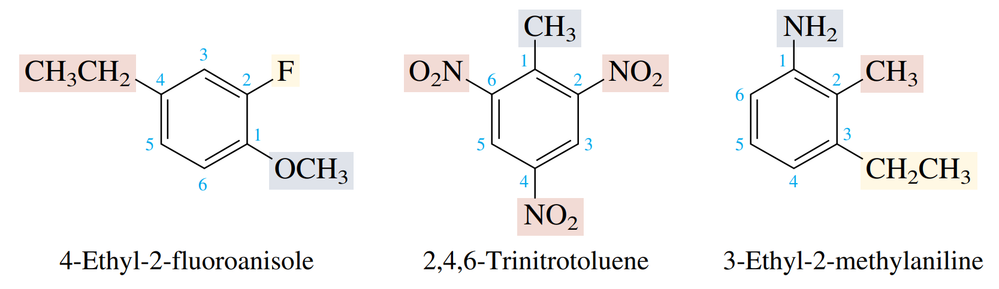 CH₃CH₂ 4 3 2 F
5 6 1 OCH₃
4-Ethyl-2-fluoroanisole
CH₃
O₂N 6 1 2 NO₂
5 4 3
NO₂
2,4,6-Trinitrotoluene
NH₂
1 2 CH₃
6 5 4 3 CH₂CH₃
3-Ethyl-2-methylaniline